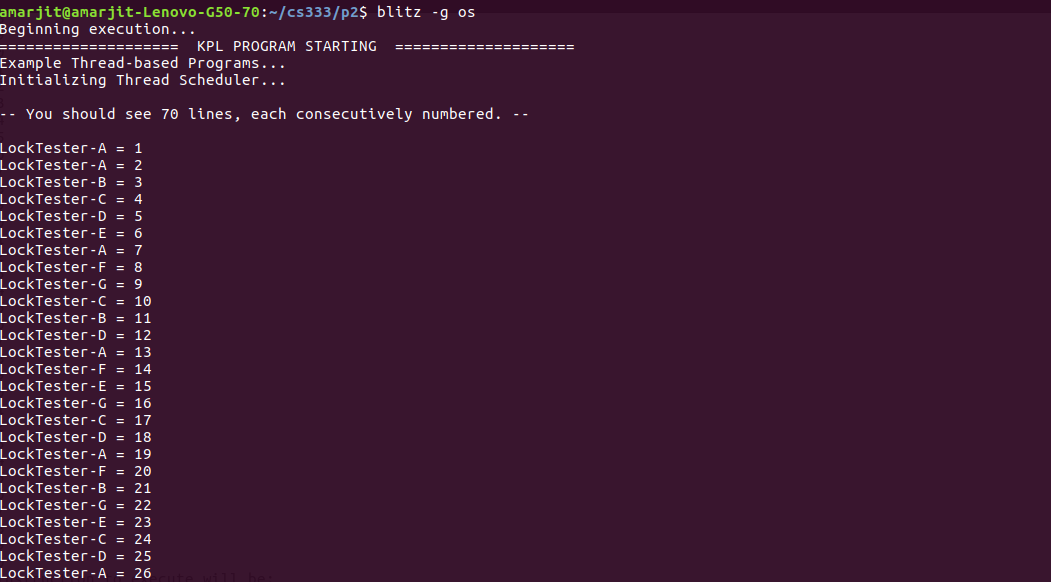 amarjit@amarjit-Lenovo-G50-70:~/cs333/p2$ blitz -g os
Beginning execution...
====================  KPL PROGRAM STARTING  ====================
Example Thread-based Programs...
Initializing Thread Scheduler...
-- You should see 70 lines, each consecutively numbered. --
LockTester-A = 1
LockTester-A = 2
LockTester-B = 3
LockTester-C = 4
LockTester-D = 5
LockTester-E = 6
LockTester-A = 7
LockTester-F = 8
LockTester-G = 9
LockTester-C = 10
LockTester-B = 11
LockTester-D = 12
LockTester-A = 13
LockTester-F = 14
LockTester-E = 15
LockTester-G = 16
LockTester-C = 17
LockTester-D = 18
LockTester-A = 19
LockTester-F = 20
LockTester-B = 21
LockTester-G = 22
LockTester-E = 23
LockTester-C = 24
LockTester-D = 25
LockTester-A = 26
will be: